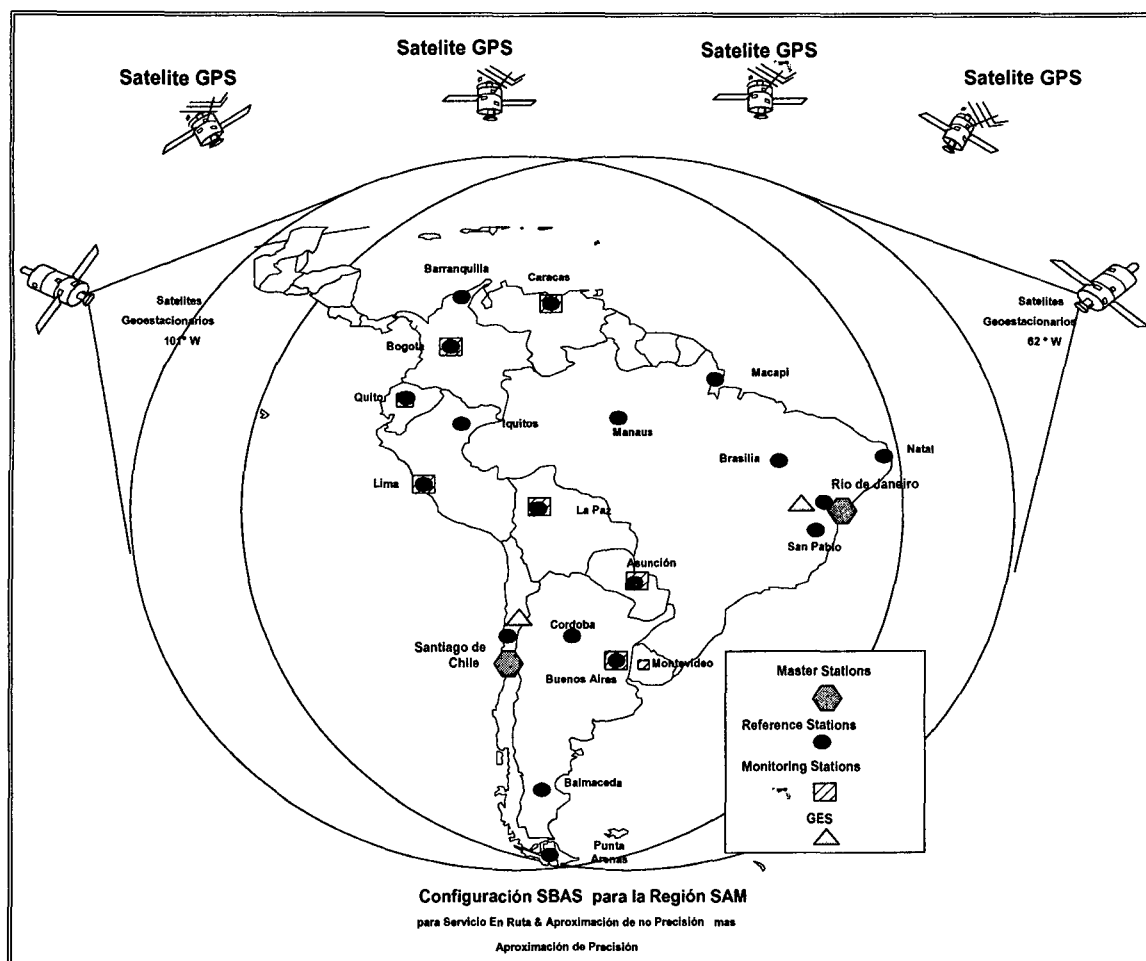 Satelite GPS
Satelite GPS
Satelite GPS
Satelite GPS
Barranquilla
Caracas
Satelites
Geoestacionarios
101° W
Satelites
Geoestacionarios
62 ° W
Bogota
Macapi
Quito
Iquitos
Manaus
Brasilia
Natal
Lima
Rio de Janeiro
La Paz
San Pablo
Asunción
Cordoba
Santiago de
Chile
Montevideo
Buenos Aires
Master Stations
Reference Stations
Monitoring Stations
GES
Balmaceda
Punta
Arenas
Configuración SBAS para la Región SAM
para Servicio En Ruta & Aproximación de no Precisión mas
Aproximación de Precisión